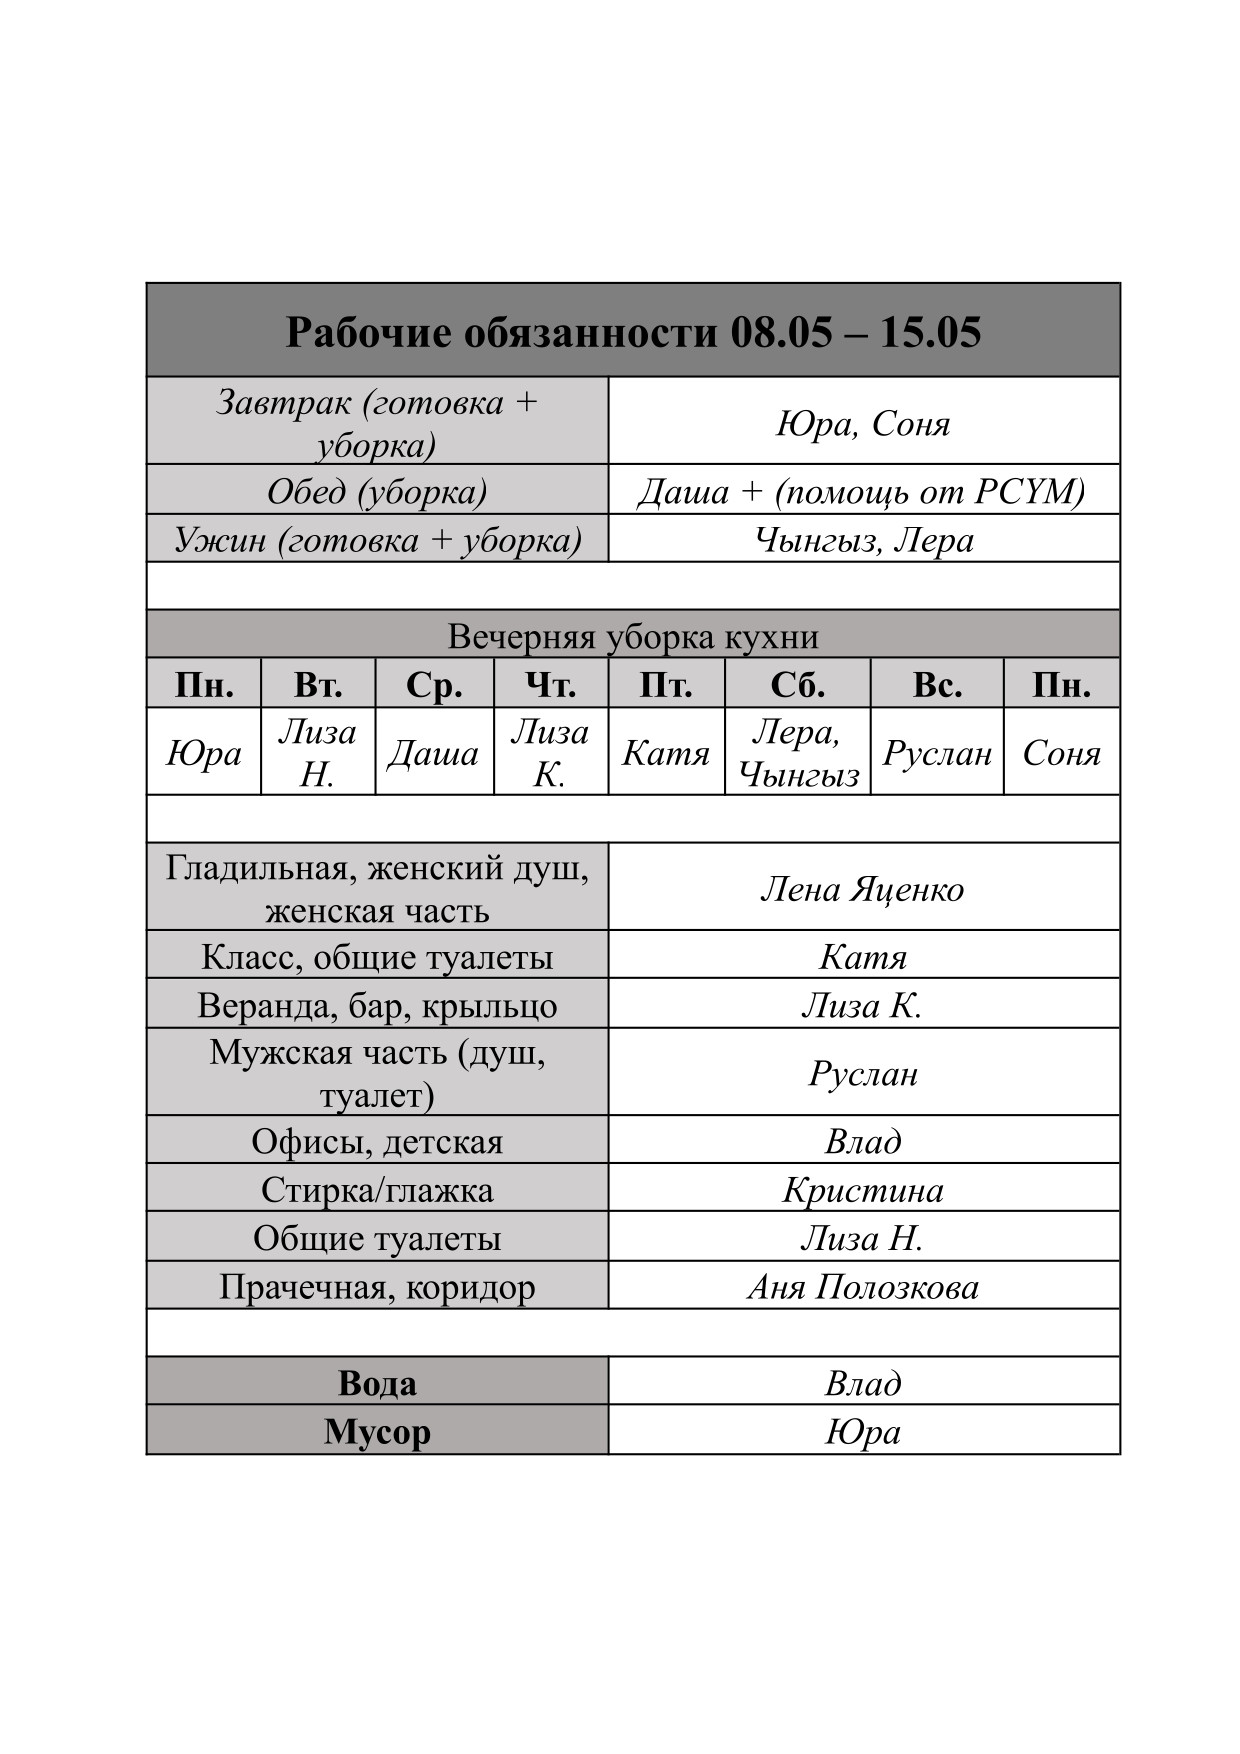 Рабочие обязанности 08.05 – 15.05
Завтрак (готовка +
уборка)
Юра, Соня
Обед (уборка)
Даша + (помощь от PCYM)
Ужин (готовка + уборка)
Чынгыз, Лера
Вечерняя уборка кухни
Пн. Вт. Ср. Чт. Пт. Сб. Вс. Пн.
Юра
Лиза
Н.
Даша
Лиза
К.
Катя
Лера,
Чынгыз
Руслан
Соня
Гладильная, женский душ,
женская часть
Лена Яценко
Класс, общие туалеты
Катя
Веранда, бар, крыльцо
Лиза К.
Мужская часть (душ,
туалет)
Руслан
Офисы, детская
Влад
Стирка/глажка
Кристина
Общие туалеты
Лиза Н.
Прачечная, коридор
Аня Полозкова
Вода
Влад
Мусор
Юра